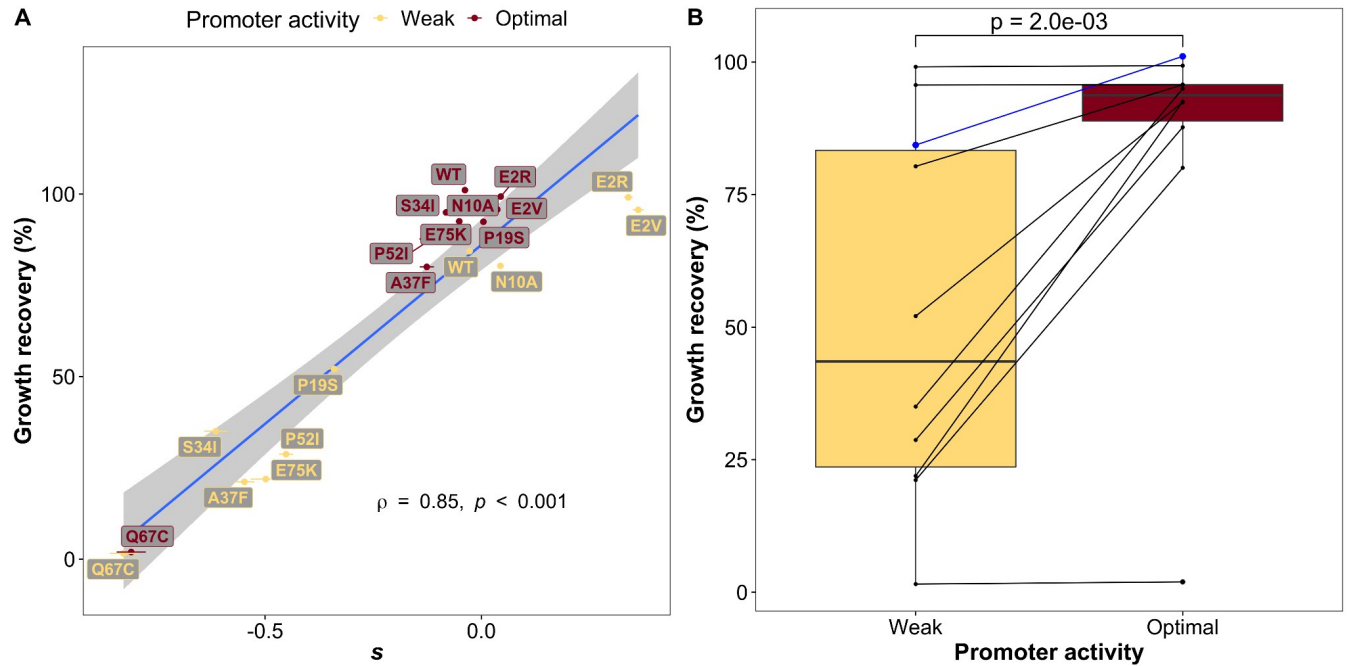 A
Promoter activity Weak Optimal
Growth recovery (%)
100
50
0
WT
E2R
S34I
N10A
E2V
E75K
P19S
P52I
A37F
WT
N10A
E2R
E2V
P19S
S34I
P52I
E75K
A37F
Q67C
Q67C
ρ = 0.85, p < 0.001
-0.5
0.0
s
B
p = 2.0e-03
Growth recovery (%)
100
75
50
25
0
Weak
Optimal
Promoter activity